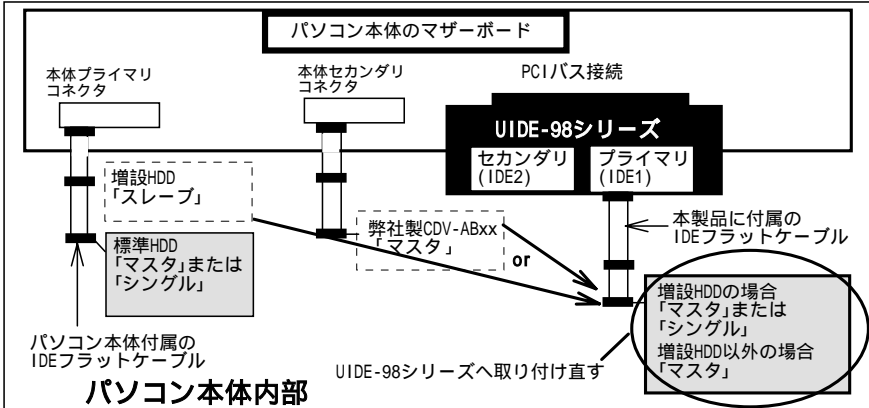 パソコン本体のマザーボード
本体プライマリ
コネクタ
本体セカンダリ
コネクタ
PCIバス接続
UIDE-98シリーズ
セカンダリ
(IDE2)
プライマリ
(IDE1)
増設HDD
「スレーブ」
標準HDD
「マスタ」または
「シングル」
弊社製CDV-ABxx
「マスタ」
or
本製品に付属の
IDEフラットケーブル
増設HDDの場合
「マスタ」または
「シングル」
増設HDD以外の場合
「マスタ」
パソコン本体付属の
IDEフラットケーブル
UIDE-98シリーズへ取り付け直す
パソコン本体内部